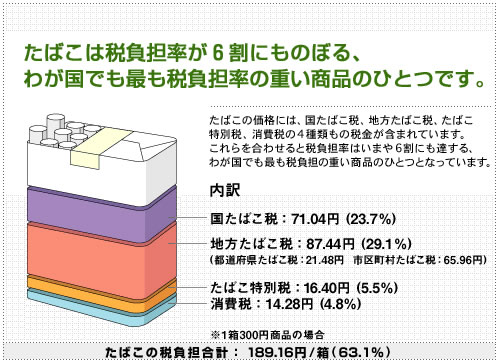 たばこは税負担率が6割にものぼる、
わが国でも最も税負担率の重い商品のひとつです。
たばこの価格には、国たばこ税、地方たばこ税、たばこ
特別税、消費税の4種類もの税金が含まれています。
これらを合わせると税負担率はいまや6割にも達する、
わが国でも最も税負担の重い商品のひとつとなっています。
内訳
国たばこ税：71.04円（23.7%）
地方たばこ税：87.44円（29.1%）
（都道府県たばこ税：21.48円　市区町村たばこ税：65.96円）
たばこ特別税：16.40円（5.5%）
消費税：14.28円（4.8%）
※1箱300円商品の場合
たばこの税負担合計：189.16円/箱（63.1%）